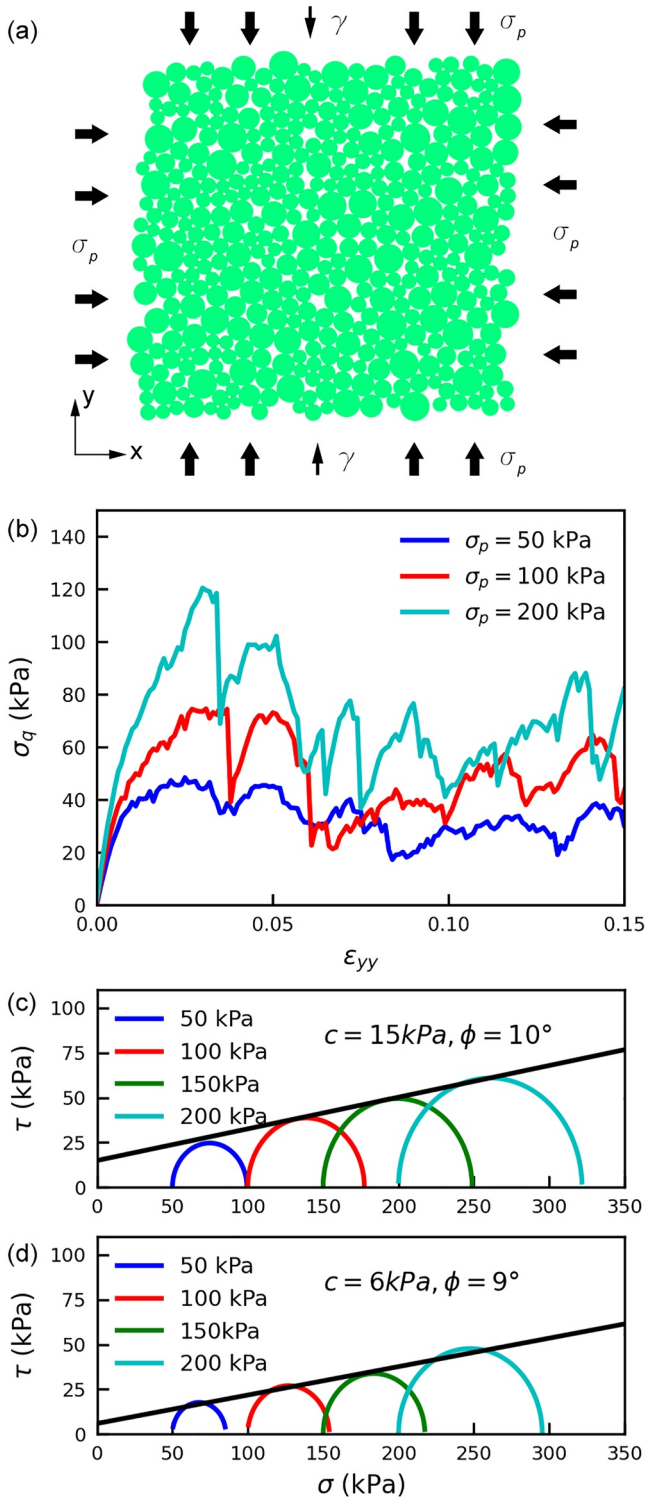 (a)
γ σp
σp σp
y
x
γ σp
(b)
140
120
100
80
60
40
20
0
σq (kPa)
σp = 50 kPa
σp = 100 kPa
σp = 200 kPa
0.00 0.05 0.10 0.15
εyy
(c)
100
75
50
25
0
τ (kPa)
50 kPa
100 kPa
150kPa
200 kPa
c = 15kPa, ϕ = 10°
0 50 100 150 200 250 300 350
(d)
100
75
50
25
0
τ (kPa)
50 kPa
100 kPa
150kPa
200 kPa
c = 6kPa, ϕ = 9°
0 50 100 150 200 250 300 350
σ (kPa)